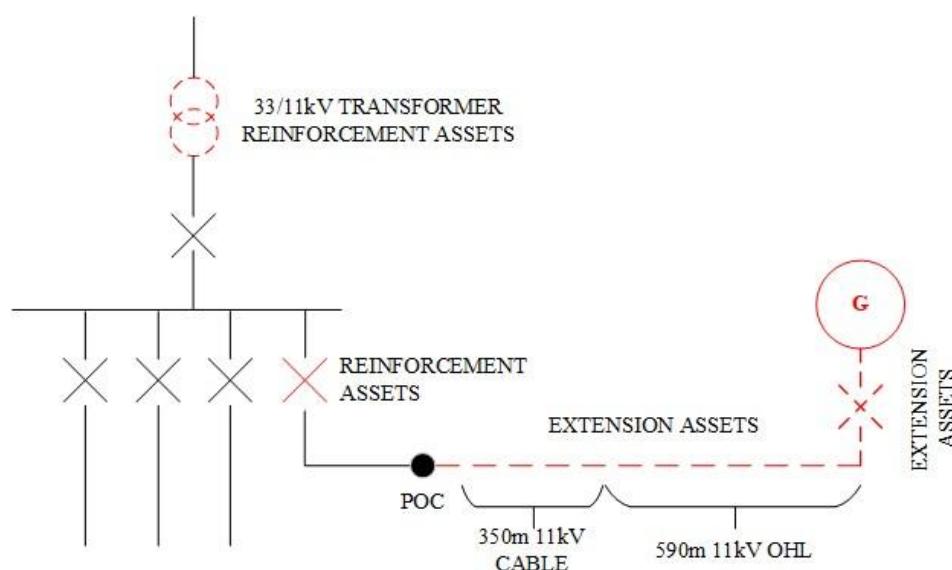 33/11kV TRANSFORMER
REINFORCEMENT ASSETS
G
REINFORCEMENT
ASSETS
EXTENSION ASSETS
EXTENSION
ASSETS
POC
350m 11kV
CABLE
590m 11kV OHL